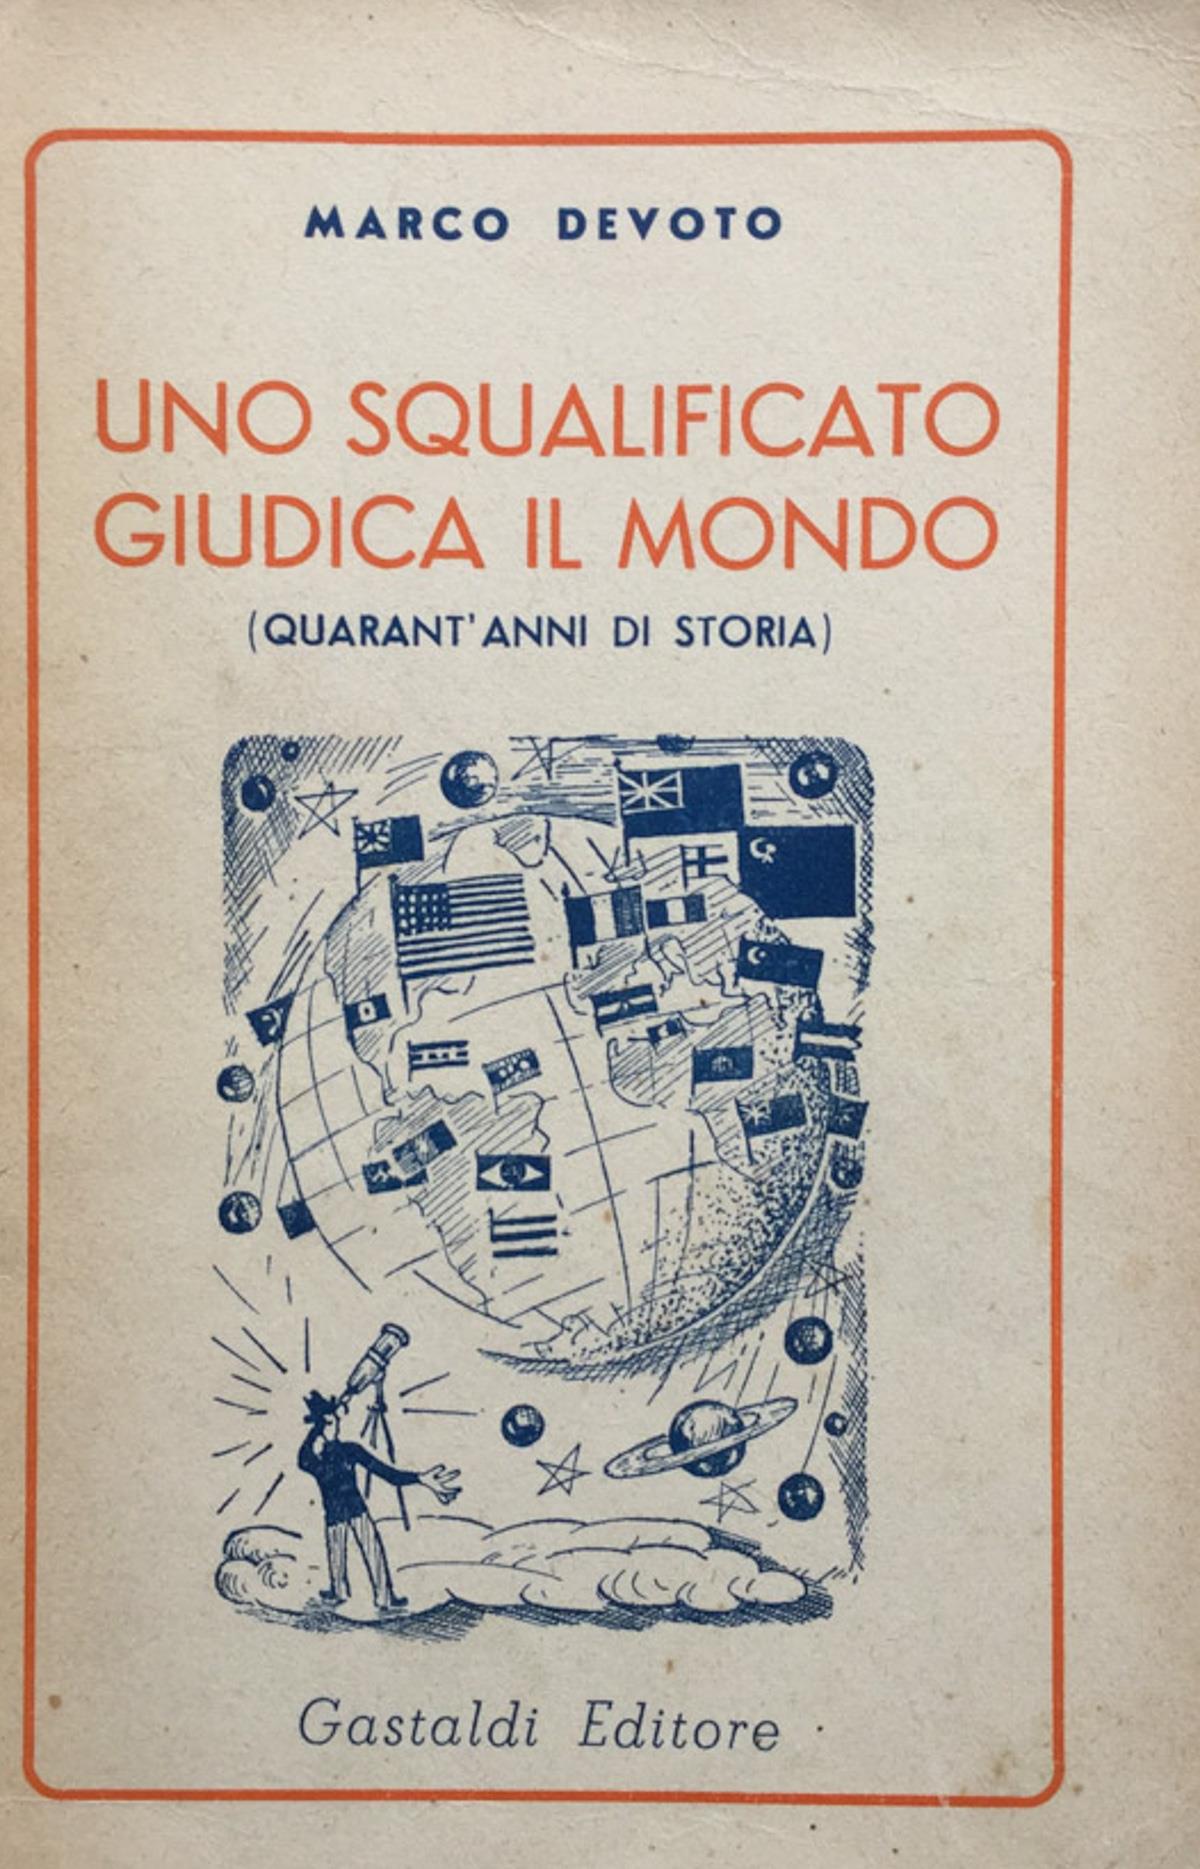 MARCO DEVOTO
UNO SQUALIFICATO
GIUDICA IL MONDO
(QUARANT'ANNI DI STORIA)
Gastaldi Editore